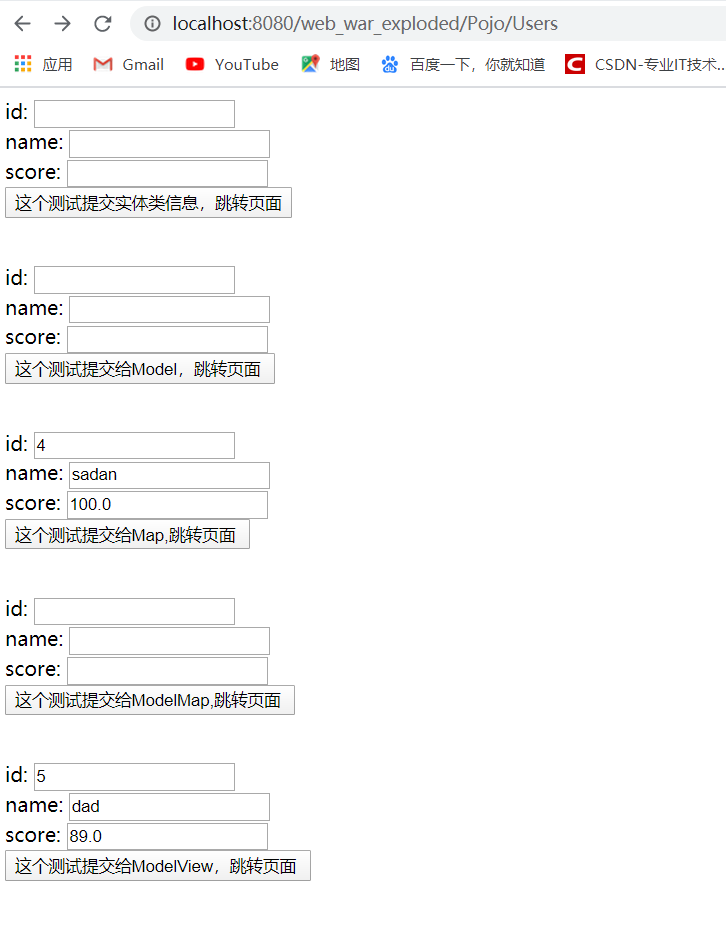 localhost:8080/web_war_exploded/Pojo/Users
应用 Gmail YouTube 地图 百度一下，你就知道 CSDN-专业IT技术...
id:
name:
score:
这个测试提交实体类信息，跳转页面
id:
name:
score:
这个测试提交给Model，跳转页面
id: 4
name: sadan
score: 100.0
这个测试提交给Map,跳转页面
id:
name:
score:
这个测试提交给ModelMap,跳转页面
id: 5
name: dad
score: 89.0
这个测试提交给ModelView，跳转页面